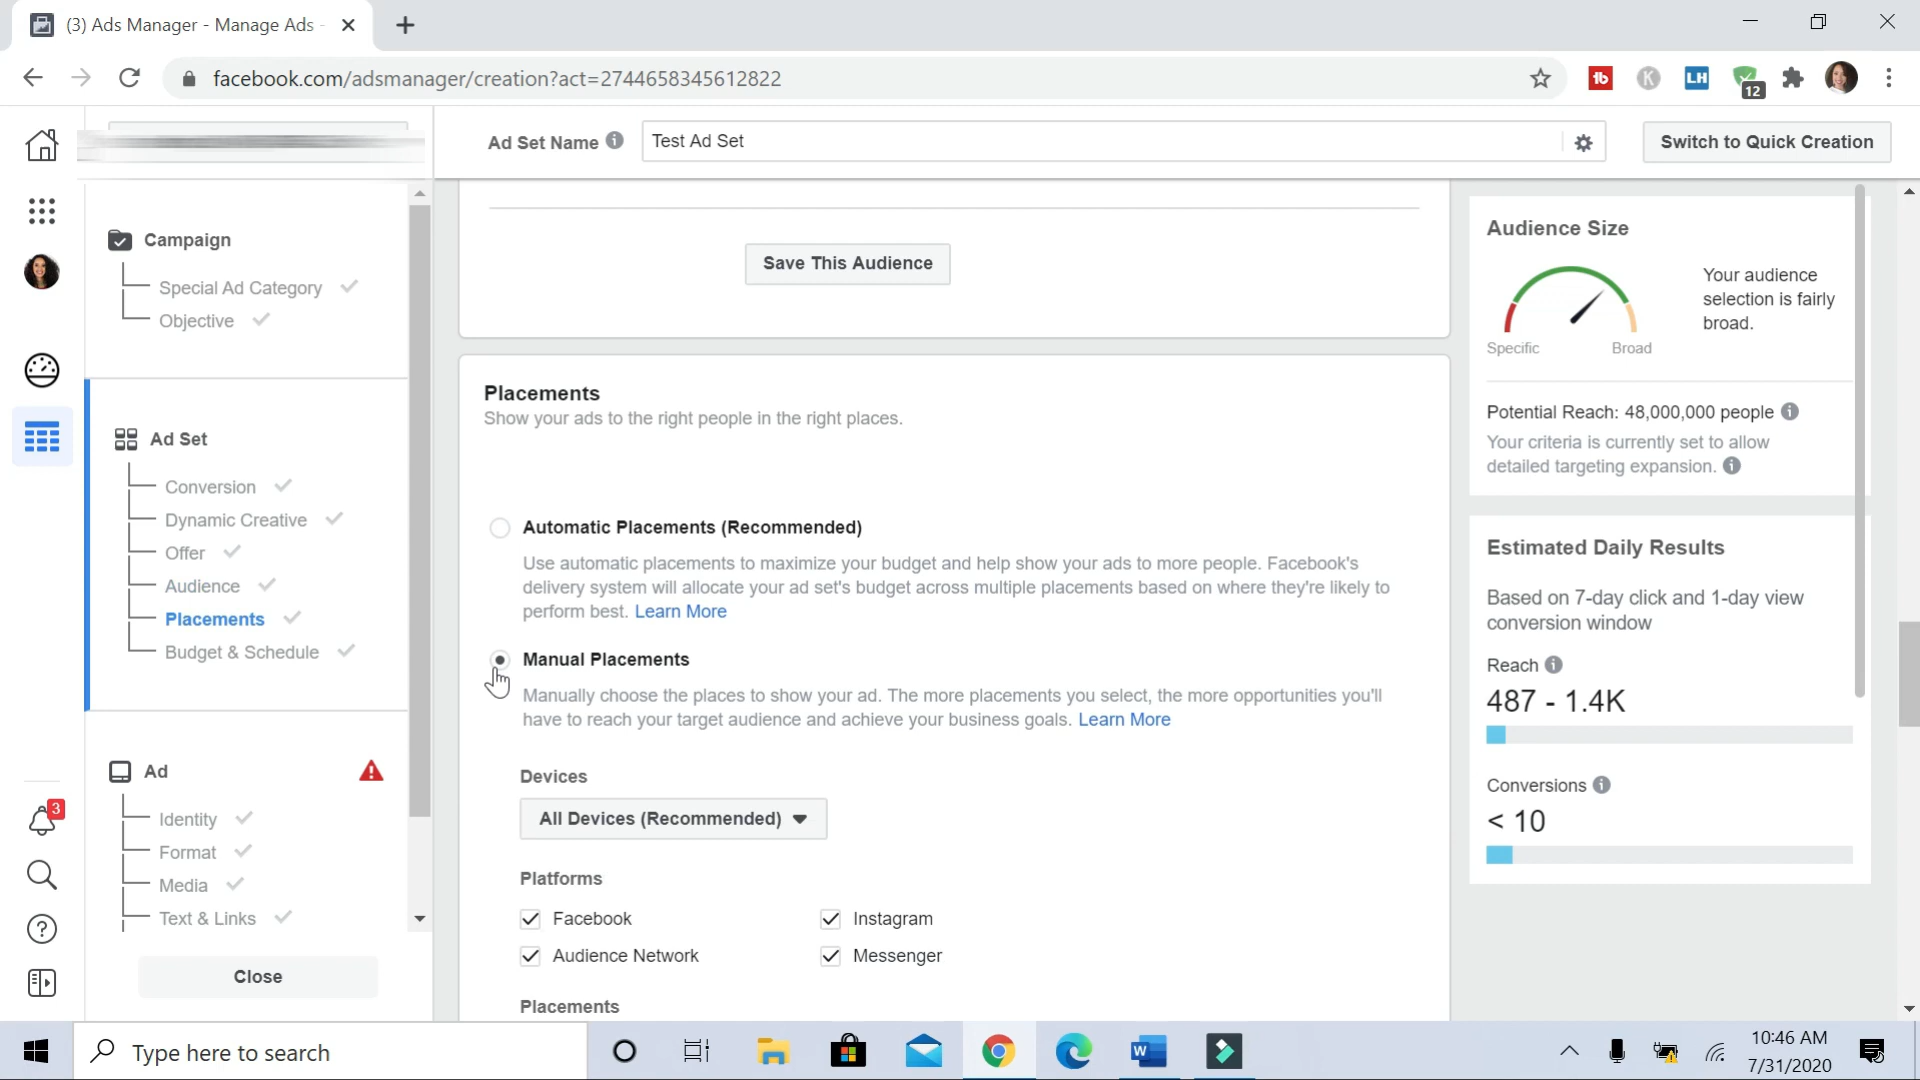 (3) Ads Manager - Manage Ads -
facebook.com/adsmanager/creation?act=2744658345612822
12
Ad Set Name
Test Ad Set
Switch to Quick Creation
Campaign
Special Ad Category
Objective
Ad Set
Conversion
Dynamic Creative
Offer
Audience
Placements
Budget & Schedule
Ad
Identity
Format
Media
Text & Links
Close
3
Save This Audience
Placements
Show your ads to the right people in the right places.
Automatic Placements (Recommended)
Use automatic placements to maximize your budget and help show your ads to more people. Facebook's
delivery system will allocate your ad set's budget across multiple placements based on where they're likely to
perform best. Learn More
Manual Placements
Manually choose the places to show your ad. The more placements you select, the more opportunities you'll
have to reach your target audience and achieve your business goals. Learn More
Devices
All Devices (Recommended)
Platforms
Facebook
Instagram
Audience Network
Messenger
Placements
Audience Size
Your audience
selection is fairly
broad.
Specific
Broad
Potential Reach: 48,000,000 people
Your criteria is currently set to allow
detailed targeting expansion.
Estimated Daily Results
Based on 7-day click and 1-day view
conversion window
Reach
487 - 1.4K
Conversions
< 10
Type here to search
10:46 AM
7/31/2020